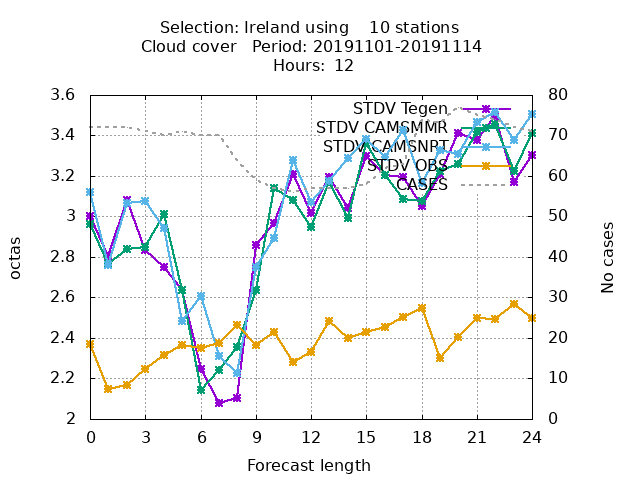 Selection: Ireland using    10 stations
Cloud cover   Period: 20191101-20191114
Hours: 12
3.6
3.4
3.2
3
2.8
2.6
2.4
2.2
2
octas
80
70
60
50
40
30
20
10
0
No cases
STDV Tegen
STDV CAMSMMR
STDV CAMSNRT
STDV OBS
CASES
0 3 6 9 12 15 18 21 24
Forecast length